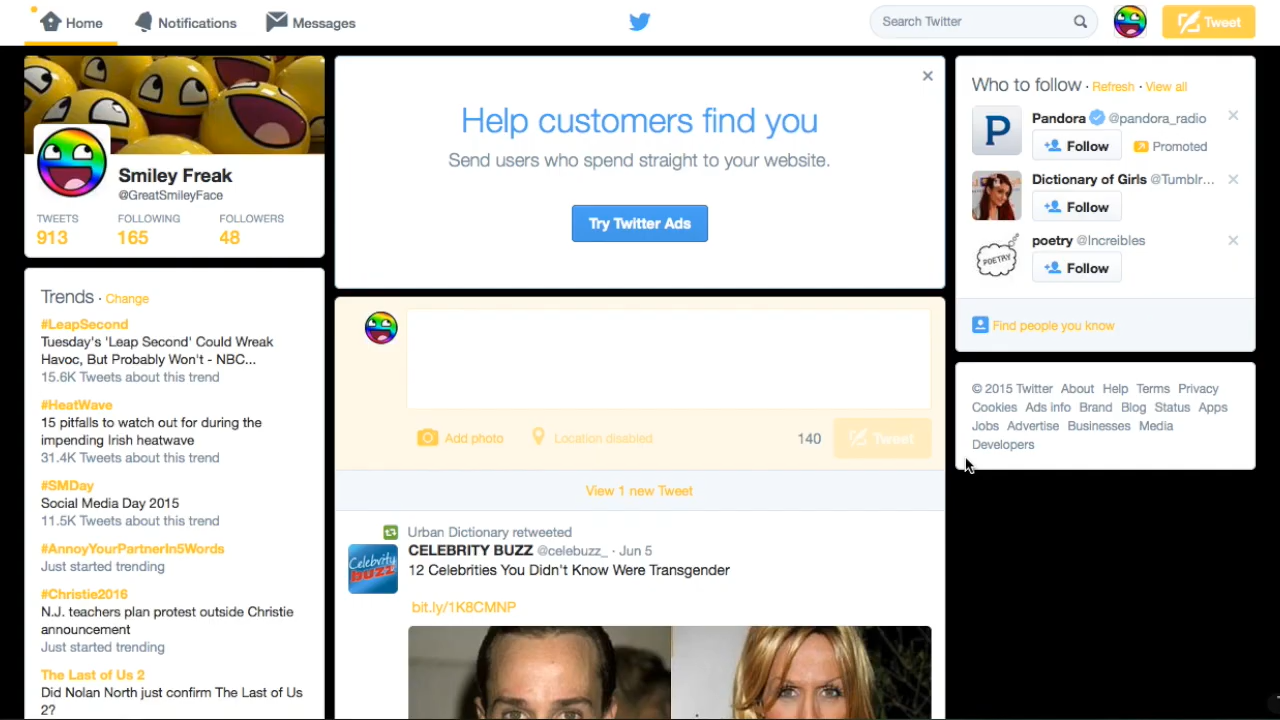 Home Notifications Messages Search Twitter Tweet
Smiley Freak
@GreatSmileyFace
TWEETS FOLLOWING FOLLOWERS
913 165 48
Trends · Change
#LeapSecond
Tuesday's 'Leap Second' Could Wreak
Havoc, But Probably Won't - NBC...
15.6K Tweets about this trend
#HeatWave
15 pitfalls to watch out for during the
impending Irish heatwave
31.4K Tweets about this trend
#SMDay
Social Media Day 2015
11.5K Tweets about this trend
#AnnoyYourPartnerIn5Words
Just started trending
#Christie2016
N.J. teachers plan protest outside Christie
announcement
Just started trending
The Last of Us 2
Did Nolan North just confirm The Last of Us
2?
Help customers find you
Send users who spend straight to your website.
Try Twitter Ads
Add photo Location disabled 140 Tweet
View 1 new Tweet
Urban Dictionary retweeted
Celebrity
buzz
CELEBRITY BUZZ @celebuzz_ · Jun 5
12 Celebrities You Didn't Know Were Transgender
bit.ly/1K8CMNP
Who to follow · Refresh · View all
P
Pandora @pandora_radio
Follow Promoted
Dictionary of Girls @Tumblr...
Follow
POETRY
poetry @Increibles
Follow
Find people you know
© 2015 Twitter About Help Terms Privacy
Cookies Ads info Brand Blog Status Apps
Jobs Advertise Businesses Media
Developers